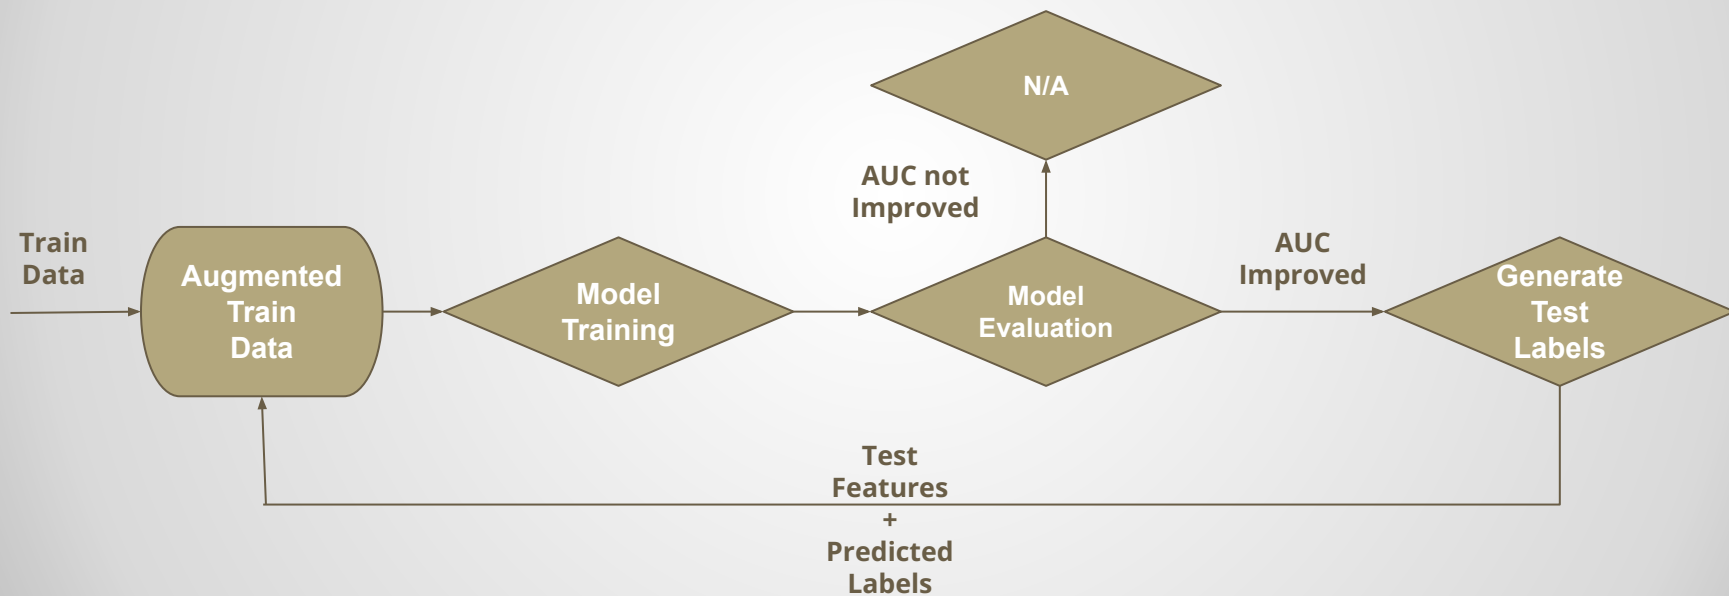 N/A
AUC not
Improved
Train
Data
Augmented
Train
Data
Model
Training
Model
Evaluation
AUC
Improved
Generate
Test
Labels
Test
Features
+
Predicted
Labels